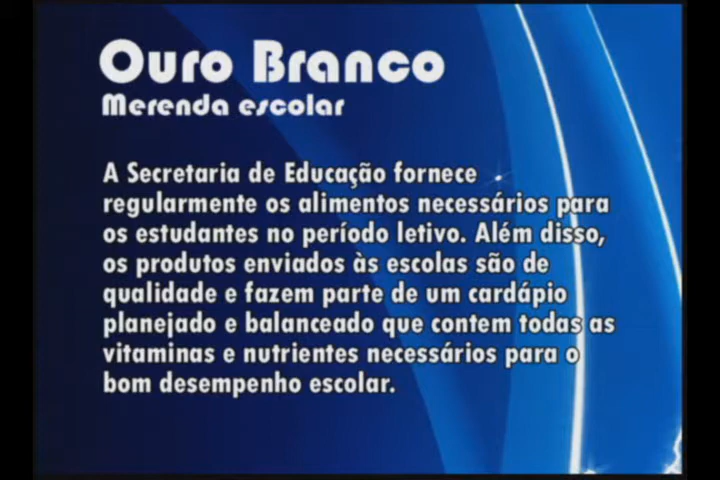 Ouro Branco
Merenda escolar
A Secretaria de Educação fornece
regularmente os alimentos necessários para
os estudantes no período letivo. Além disso,
os produtos enviados às escolas são de
qualidade e fazem parte de um cardápio
planejado e balanceado que contem todas as
vitaminas e nutrientes necessários para o
bom desempenho escolar.